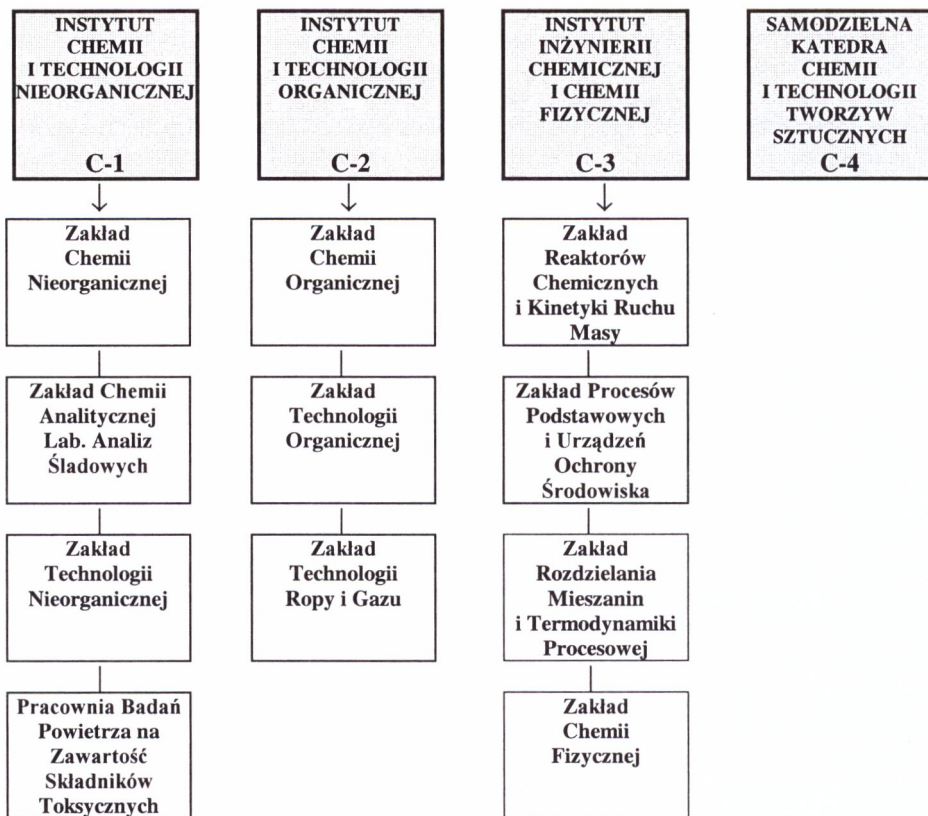 INSTYTUT
CHEMII
I TECHNOLOGII
NIEORGANICZNEJ
C-1
Zakład
Chemii
Nieorganicznej
Zakład Chemii
Analitycznej
Lab. Analiz
Śladowych
Zakład
Technologii
Nieorganicznej
Pracownia Badań
Powietrza na
Zawartość
Składników
Toksycznych
INSTYTUT
CHEMII
I TECHNOLOGII
ORGANICZNEJ
C-2
Zakład
Chemii
Organicznej
Zakład
Technologii
Organicznej
Zakład
Technologii
Ropy i Gazu
INSTYTUT
INŻYNIERII
CHEMICZNEJ
I CHEMII
FIZYCZNEJ
C-3
Zakład
Reaktorów
Chemicznych
i Kinetyki Ruchu
Masy
Zakład Procesów
Podstawowych
i Urządzeń
Ochrony
Środowiska
Zakład
Rozdzielania
Mieszanin
i Termodynamiki
Procesowej
Zakład
Chemii
Fizycznej
SAMODZIELNA
KATEDRA
CHEMII
I TECHNOLOGII
TWORZYW
SZTUCZNYCH
C-4